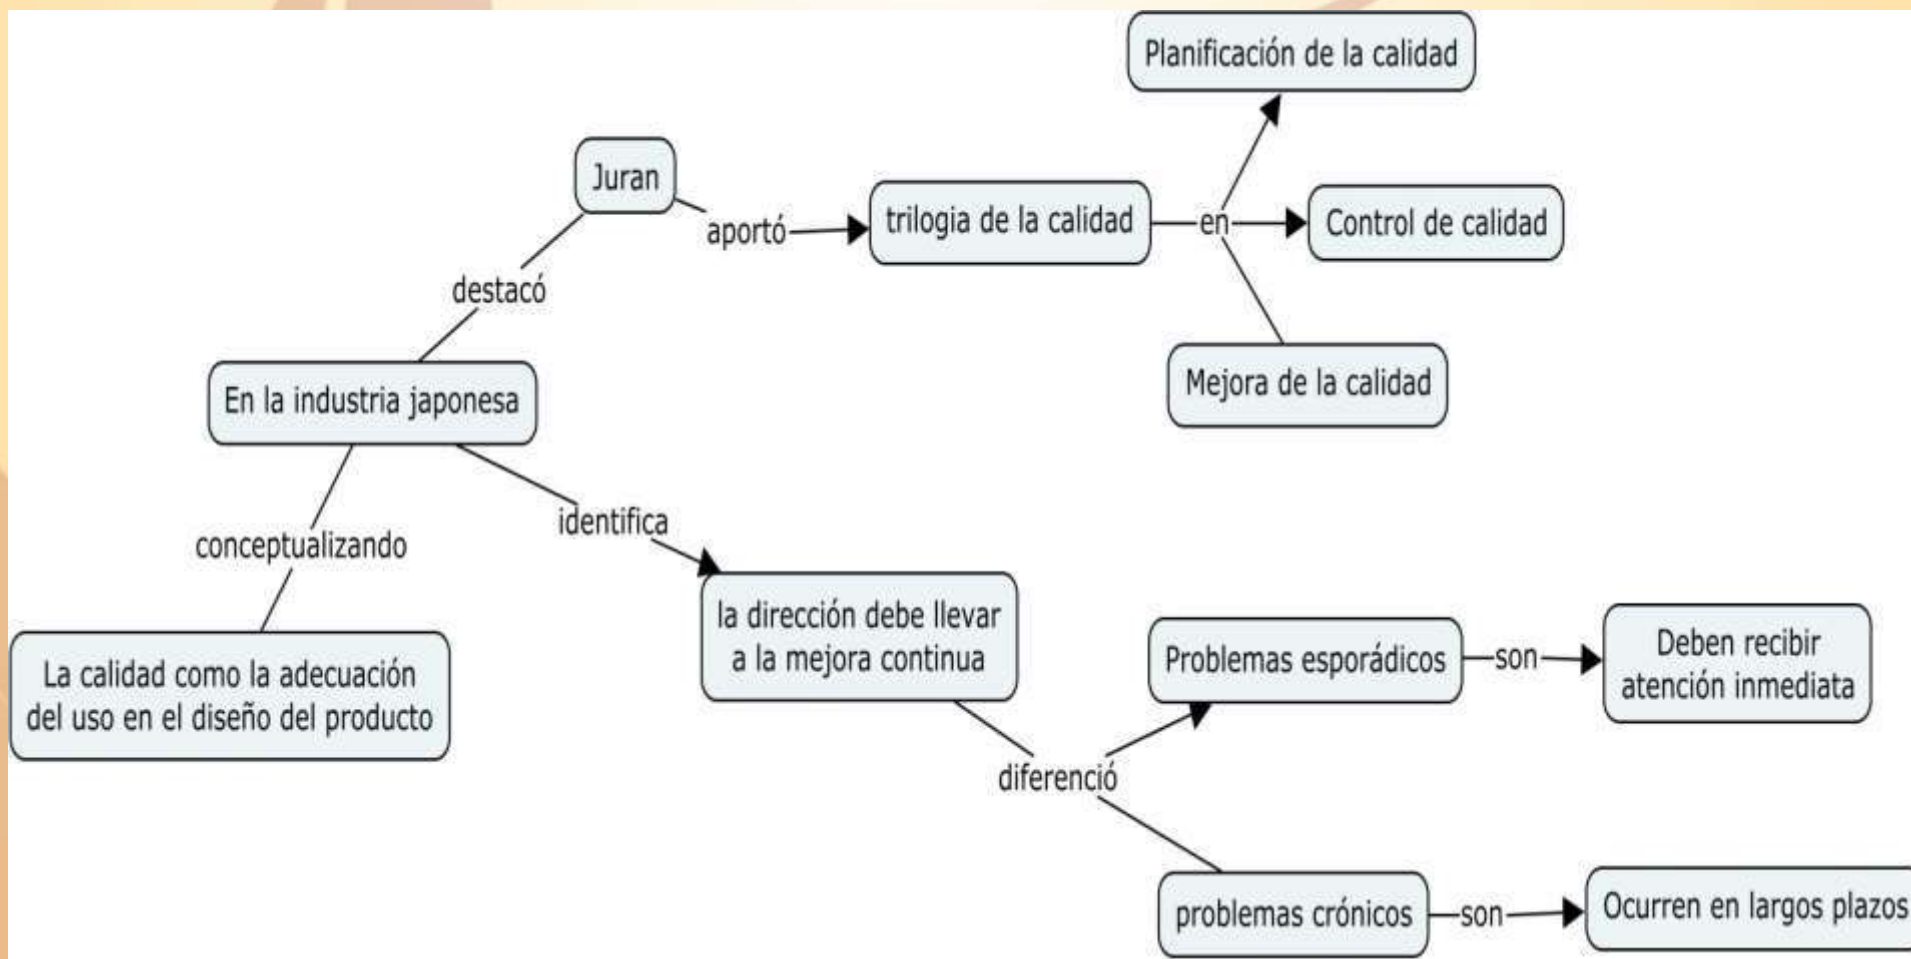 Planificación de la calidad
Juran
aportó
trilogia de la calidad
en
Control de calidad
destacó
Mejora de la calidad
En la industria japonesa
conceptualizando
identifica
La calidad como la adecuación
del uso en el diseño del producto
la dirección debe llevar
a la mejora continua
diferenció
Problemas esporádicos
son
Deben recibir
atención inmediata
problemas crónicos
son
Ocurren en largos plazos